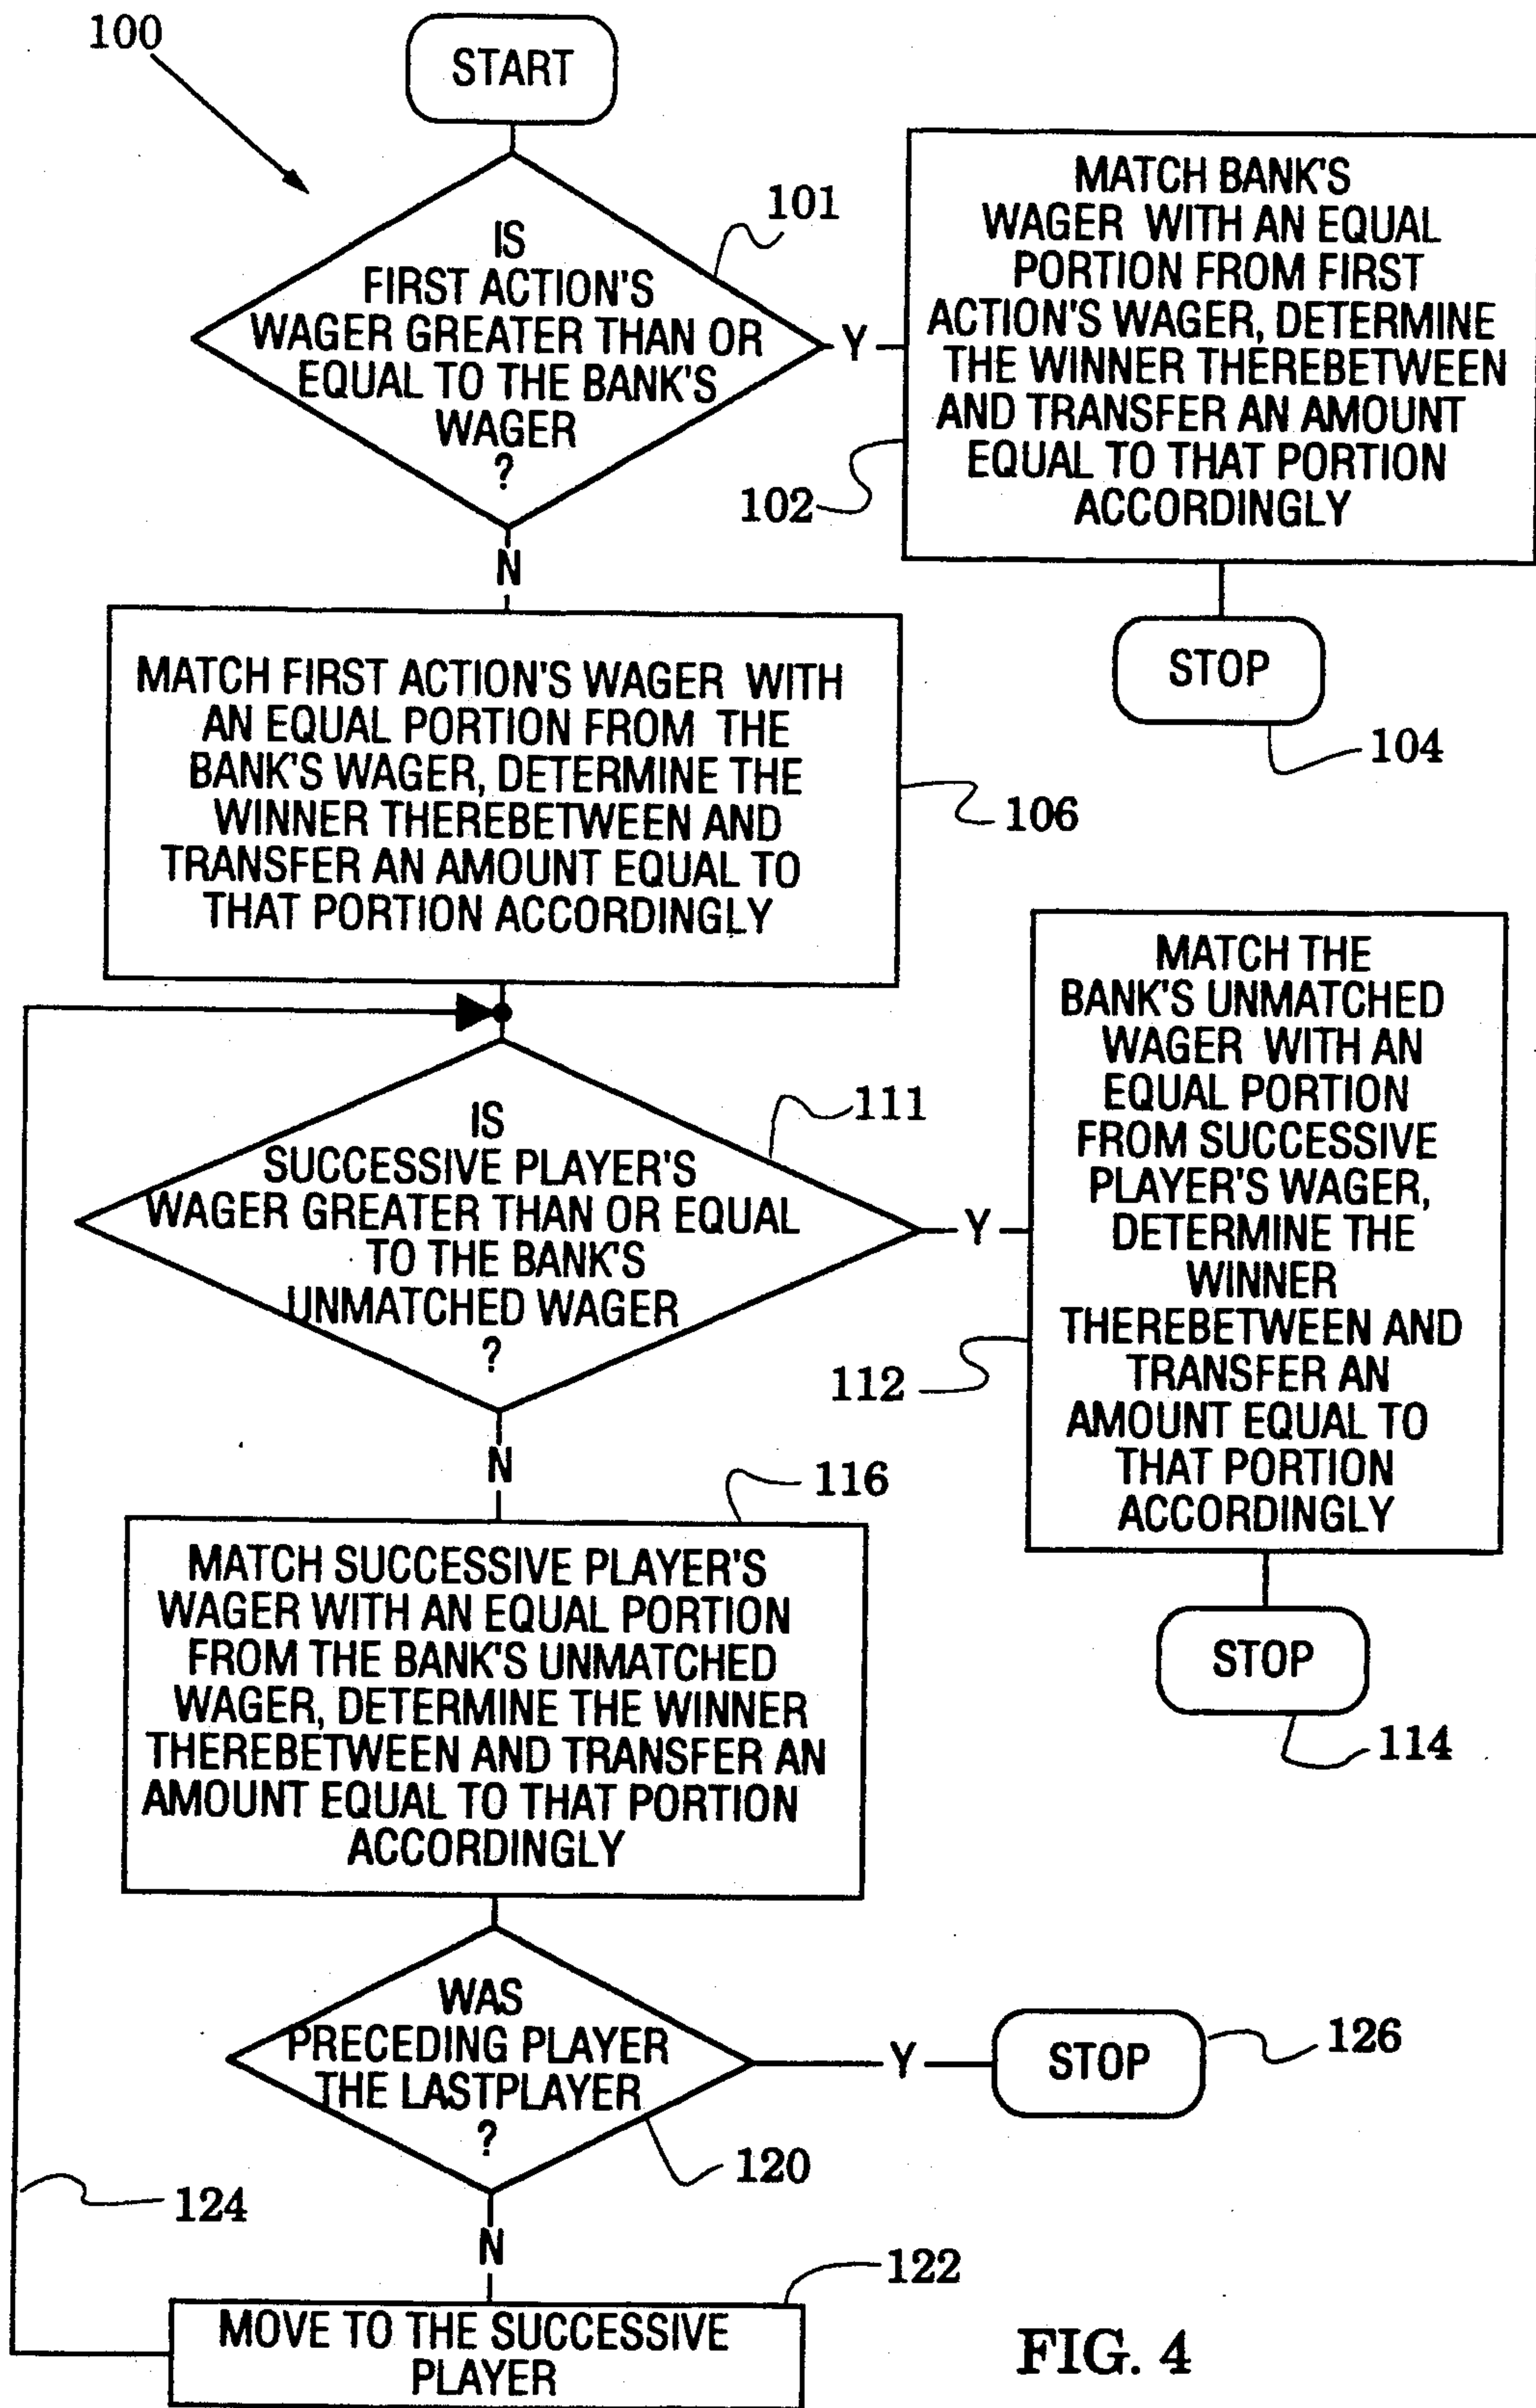 100
START
101
IS
FIRST ACTION'S
WAGER GREATER THAN OR
EQUAL TO THE BANK'S
WAGER
?
Y
N
MATCH BANK'S
WAGER WITH AN EQUAL
PORTION FROM FIRST
ACTION'S WAGER, DETERMINE
THE WINNER THEREBETWEEN
AND TRANSFER AN AMOUNT
EQUAL TO THAT PORTION
ACCORDINGLY
102
STOP
104
MATCH FIRST ACTION'S WAGER WITH
AN EQUAL PORTION FROM THE
BANK'S WAGER, DETERMINE THE
WINNER THEREBETWEEN AND
TRANSFER AN AMOUNT EQUAL TO
THAT PORTION ACCORDINGLY
106
IS
SUCCESSIVE PLAYER'S
WAGER GREATER THAN OR EQUAL
TO THE BANK'S
UNMATCHED WAGER
?
111
Y
N
MATCH THE
BANK'S UNMATCHED
WAGER WITH AN
EQUAL PORTION
FROM SUCCESSIVE
PLAYER'S WAGER,
DETERMINE THE
WINNER
THEREBETWEEN AND
TRANSFER AN
AMOUNT EQUAL TO
THAT PORTION
ACCORDINGLY
112
STOP
114
116
MATCH SUCCESSIVE PLAYER'S
WAGER WITH AN EQUAL PORTION
FROM THE BANK'S UNMATCHED
WAGER, DETERMINE THE WINNER
THEREBETWEEN AND TRANSFER AN
AMOUNT EQUAL TO THAT PORTION
ACCORDINGLY
WAS
PRECEDING PLAYER
THE LASTPLAYER
?
120
Y
STOP
126
N
124
122
MOVE TO THE SUCCESSIVE
PLAYER
FIG. 4